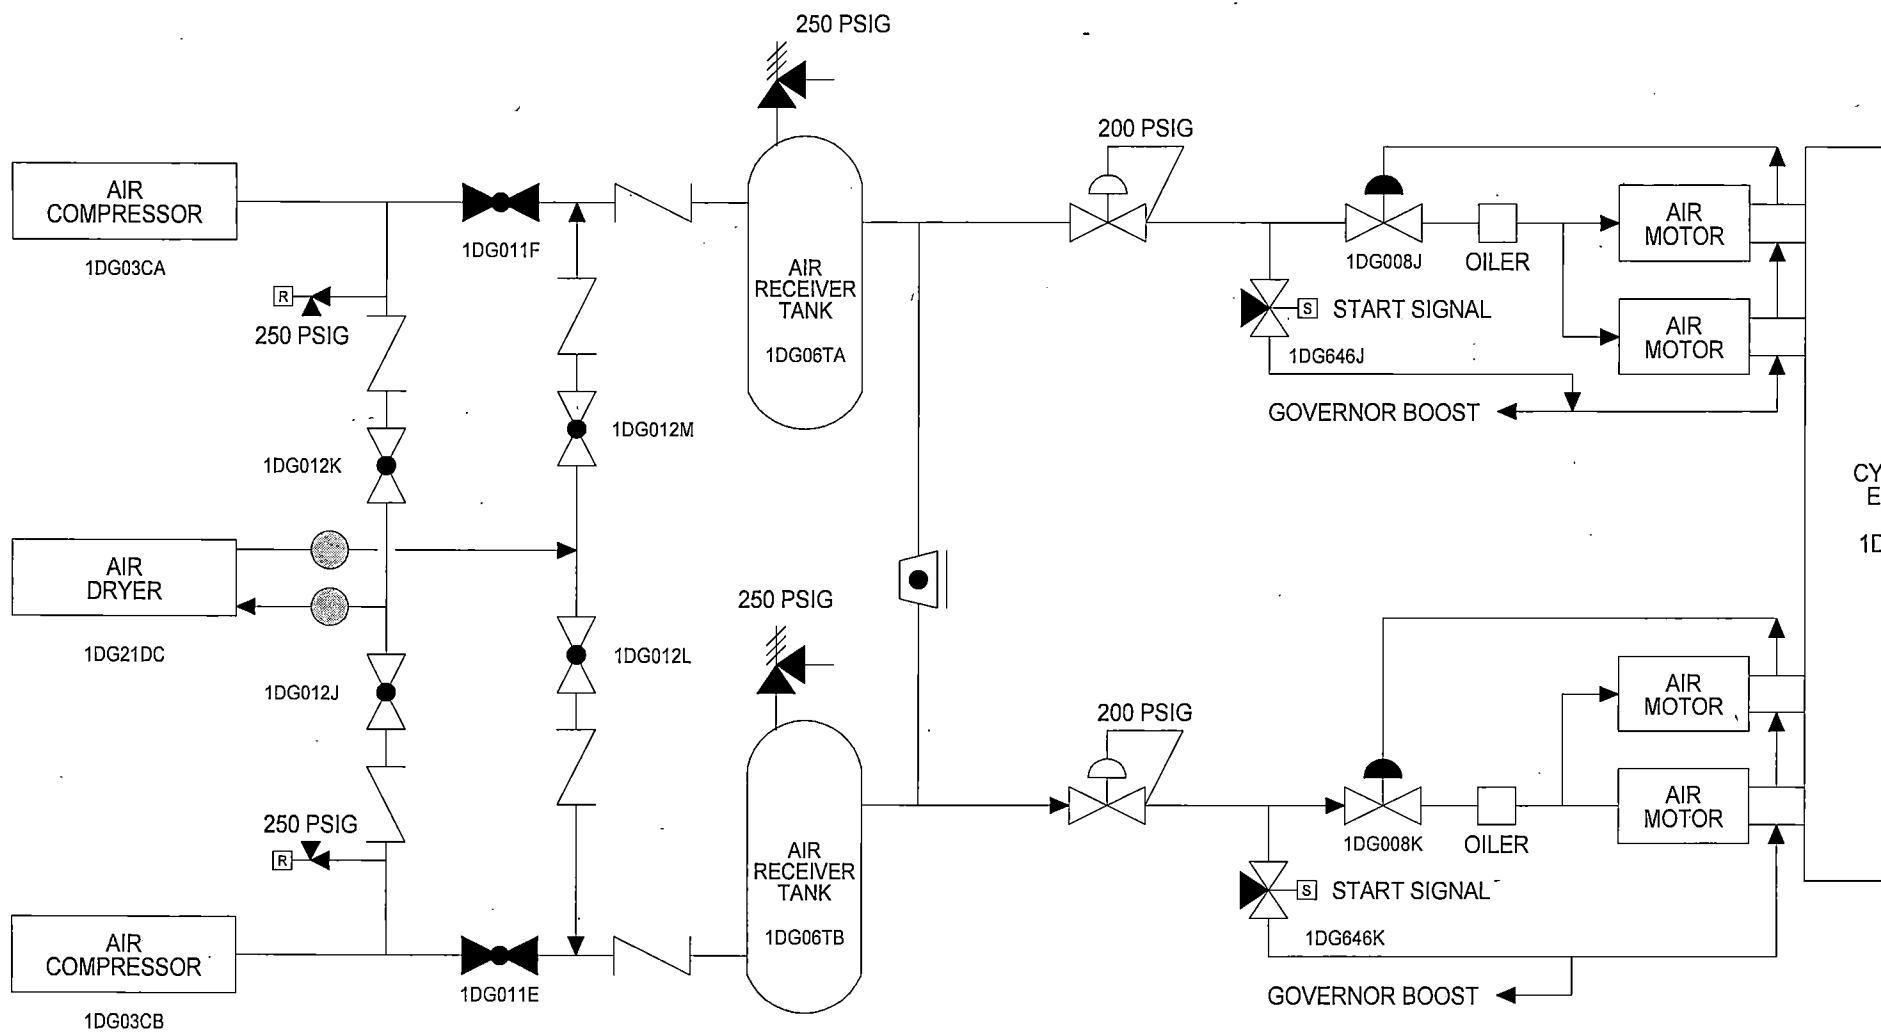 250 PSIG
200 PSIG
AIR
COMPRESSOR
1DG03CA
1DG011F
R
250 PSIG
AIR
RECEIVER
TANK
1DG06TA
1DG008J
OILER
AIR
MOTOR
S
START SIGNAL
1DG646J
AIR
MOTOR
GOVERNOR BOOST
1DG012K
1DG012M
AIR
DRYER
1DG21DC
1DG012J
1DG012L
250 PSIG
CY
E
1D
200 PSIG
AIR
MOTOR
AIR
MOTOR
250 PSIG
R
AIR
RECEIVER
TANK
1DG06TB
1DG008K
OILER
S
START SIGNAL
1DG646K
AIR
COMPRESSOR
1DG03CB
1DG011E
GOVERNOR BOOST